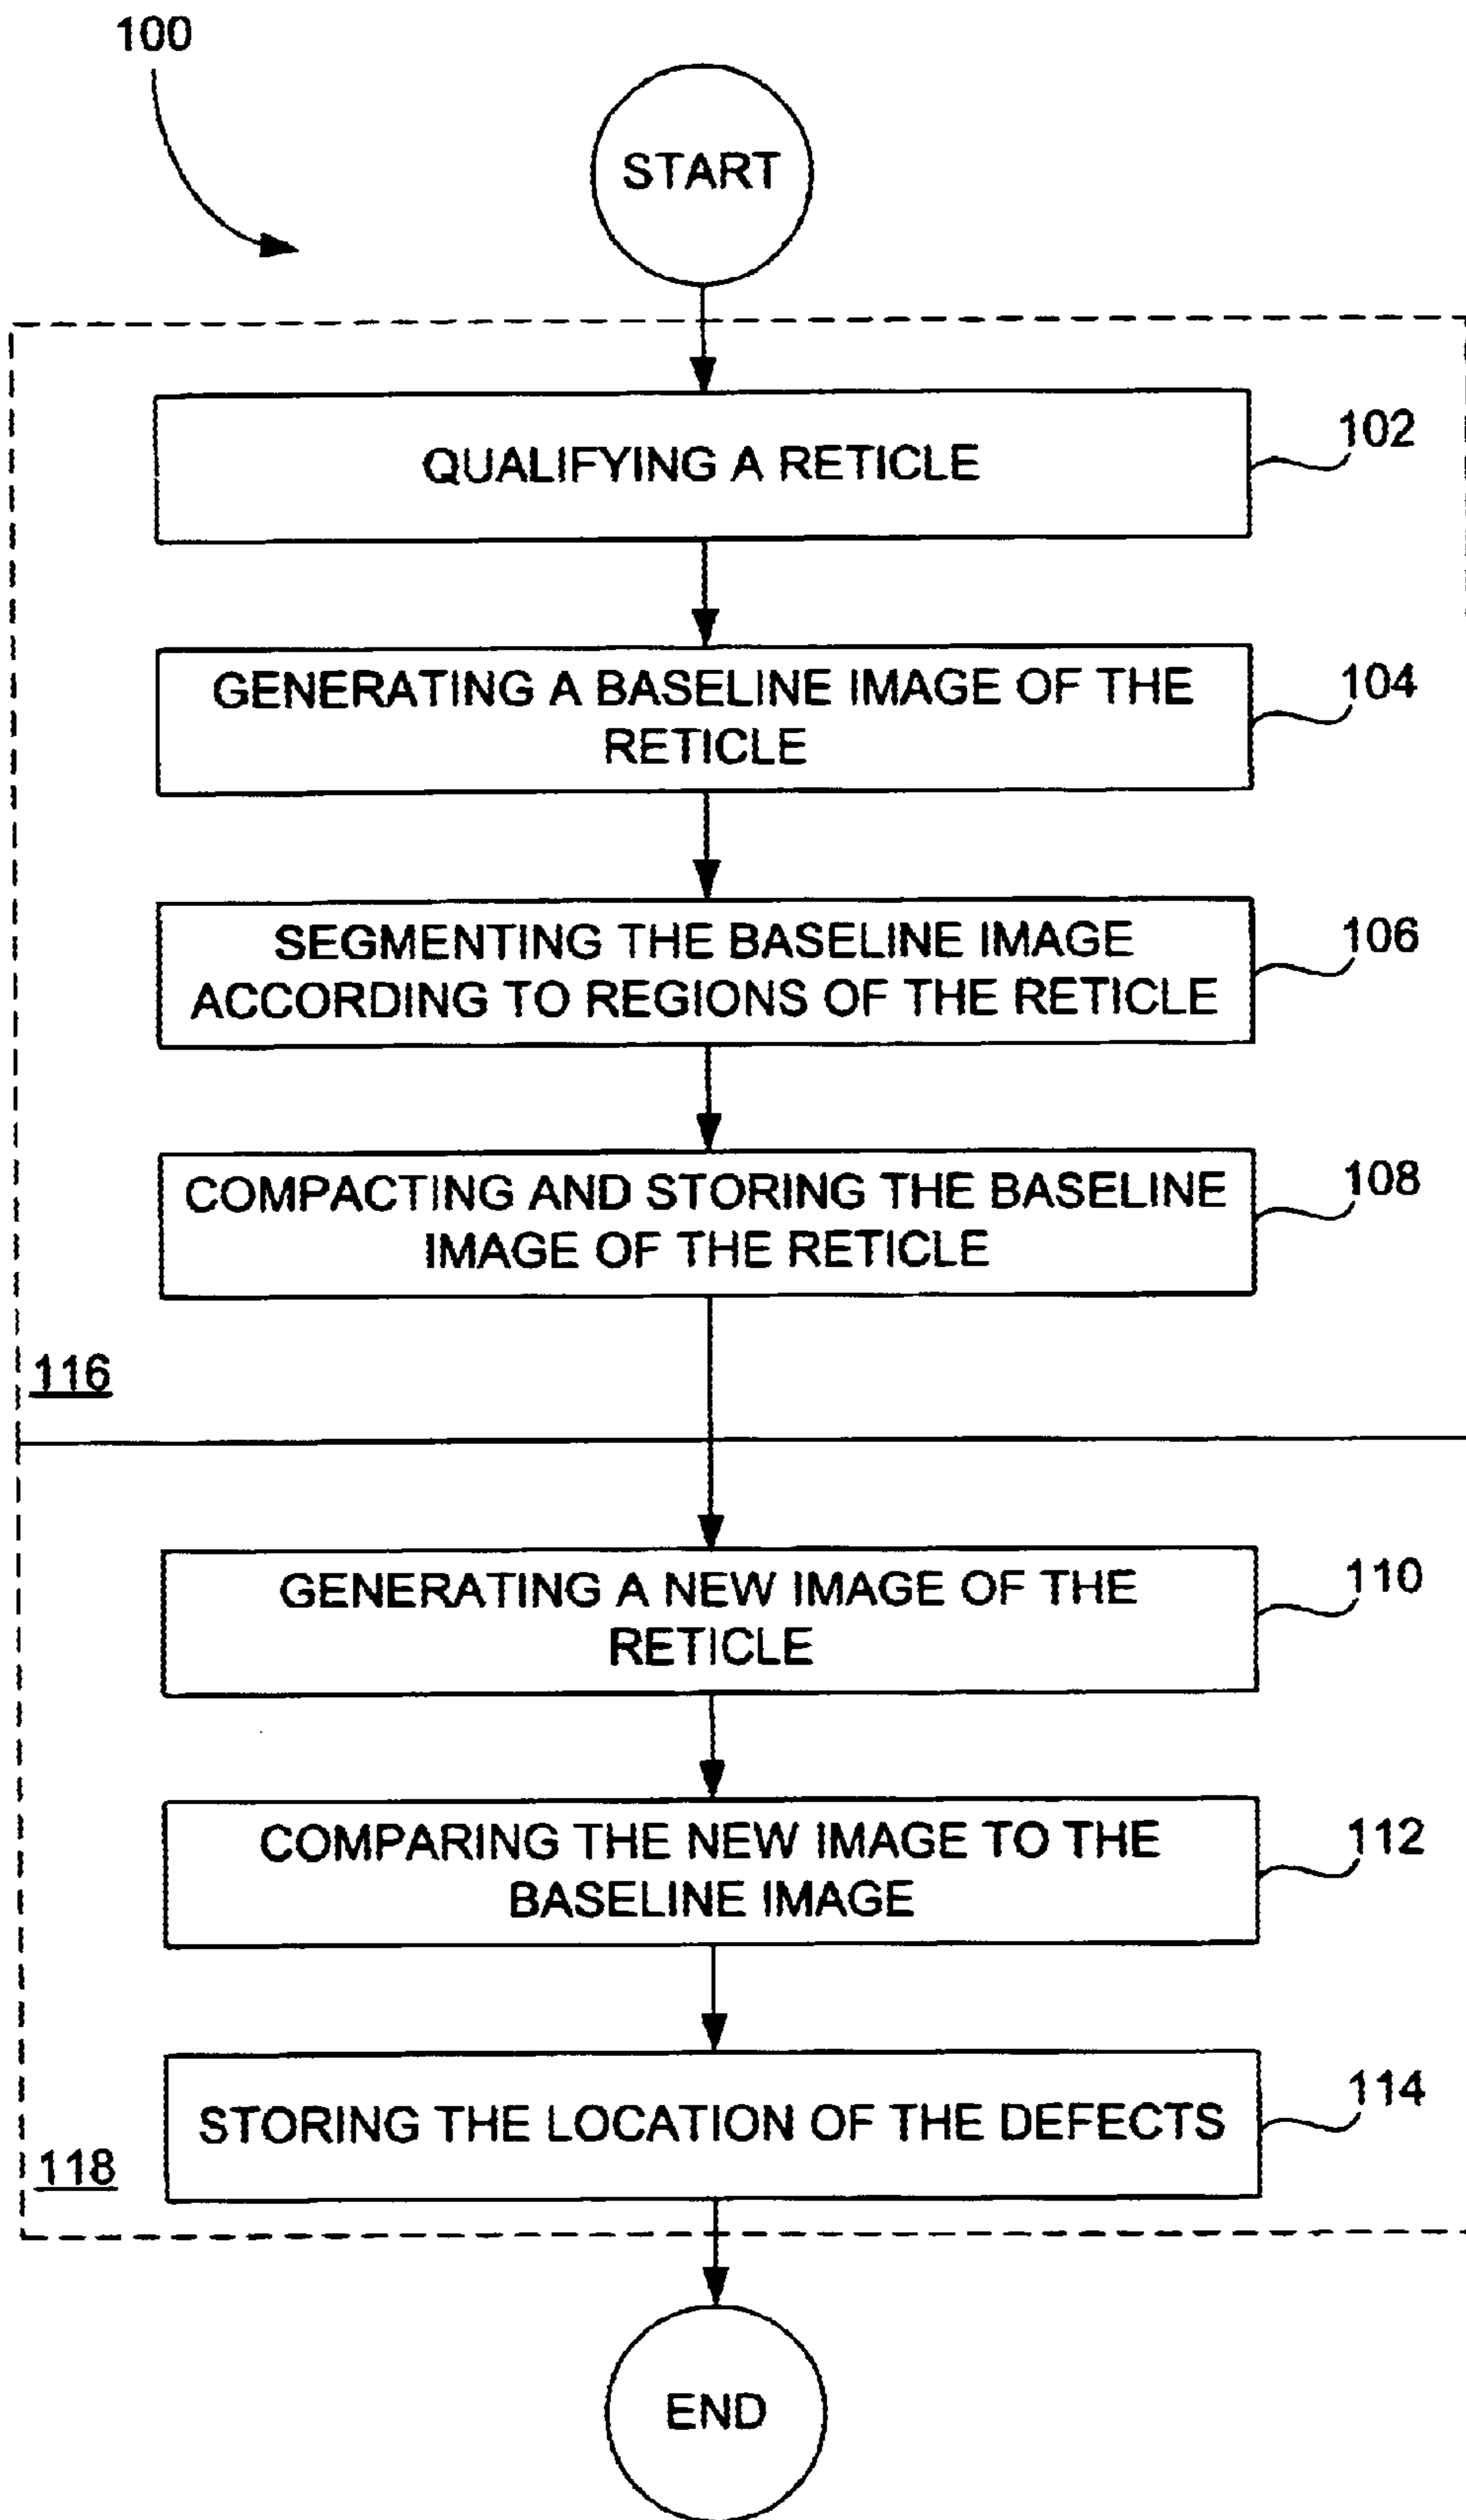 100
START
QUALIFYING A RETICLE
102
GENERATING A BASELINE IMAGE OF THE
RETICLE
104
SEGMENTING THE BASELINE IMAGE
ACCORDING TO REGIONS OF THE RETICLE
106
COMPACTING AND STORING THE BASELINE
IMAGE OF THE RETICLE
108
116
GENERATING A NEW IMAGE OF THE
RETICLE
110
COMPARING THE NEW IMAGE TO THE
BASELINE IMAGE
112
STORING THE LOCATION OF THE DEFECTS
114
118
END